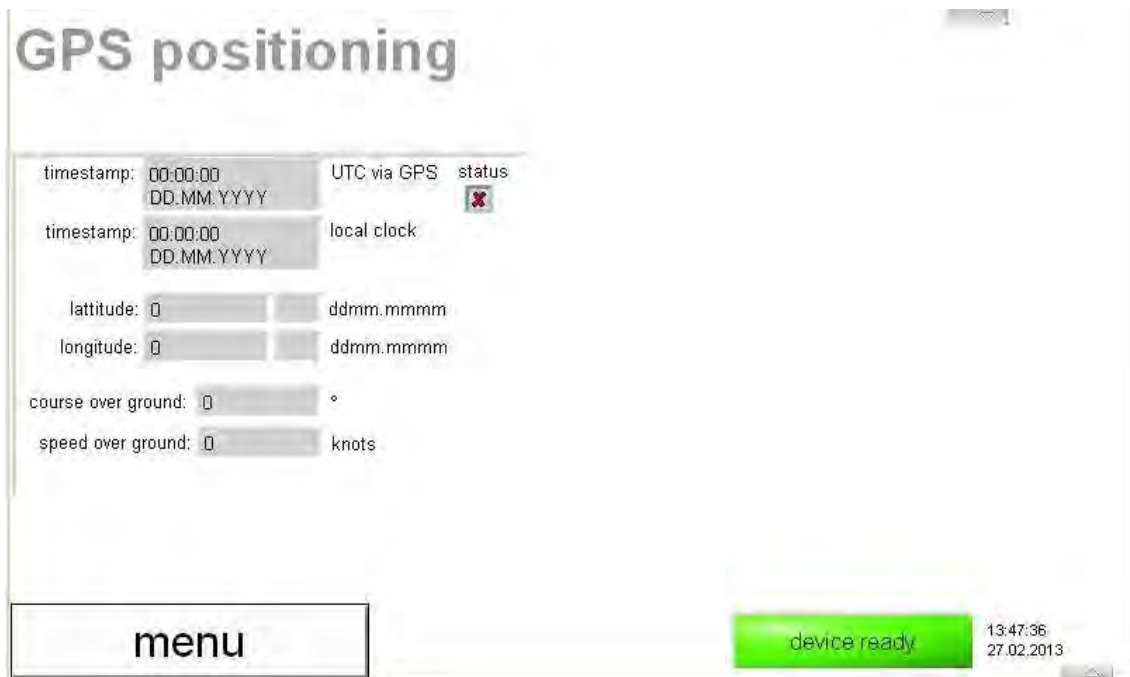 GPS positioning
timestamp: 00:00:00 UTC via GPS status
DD.MM.YYYY
timestamp: 00:00:00 local clock
DD.MM.YYYY
lattitude: 0 ddmm.mmmm
longitude: 0 ddmm.mmmm
course over ground: 0 °
speed over ground: 0 knots
menu
device ready
13:47:36
27.02.2013